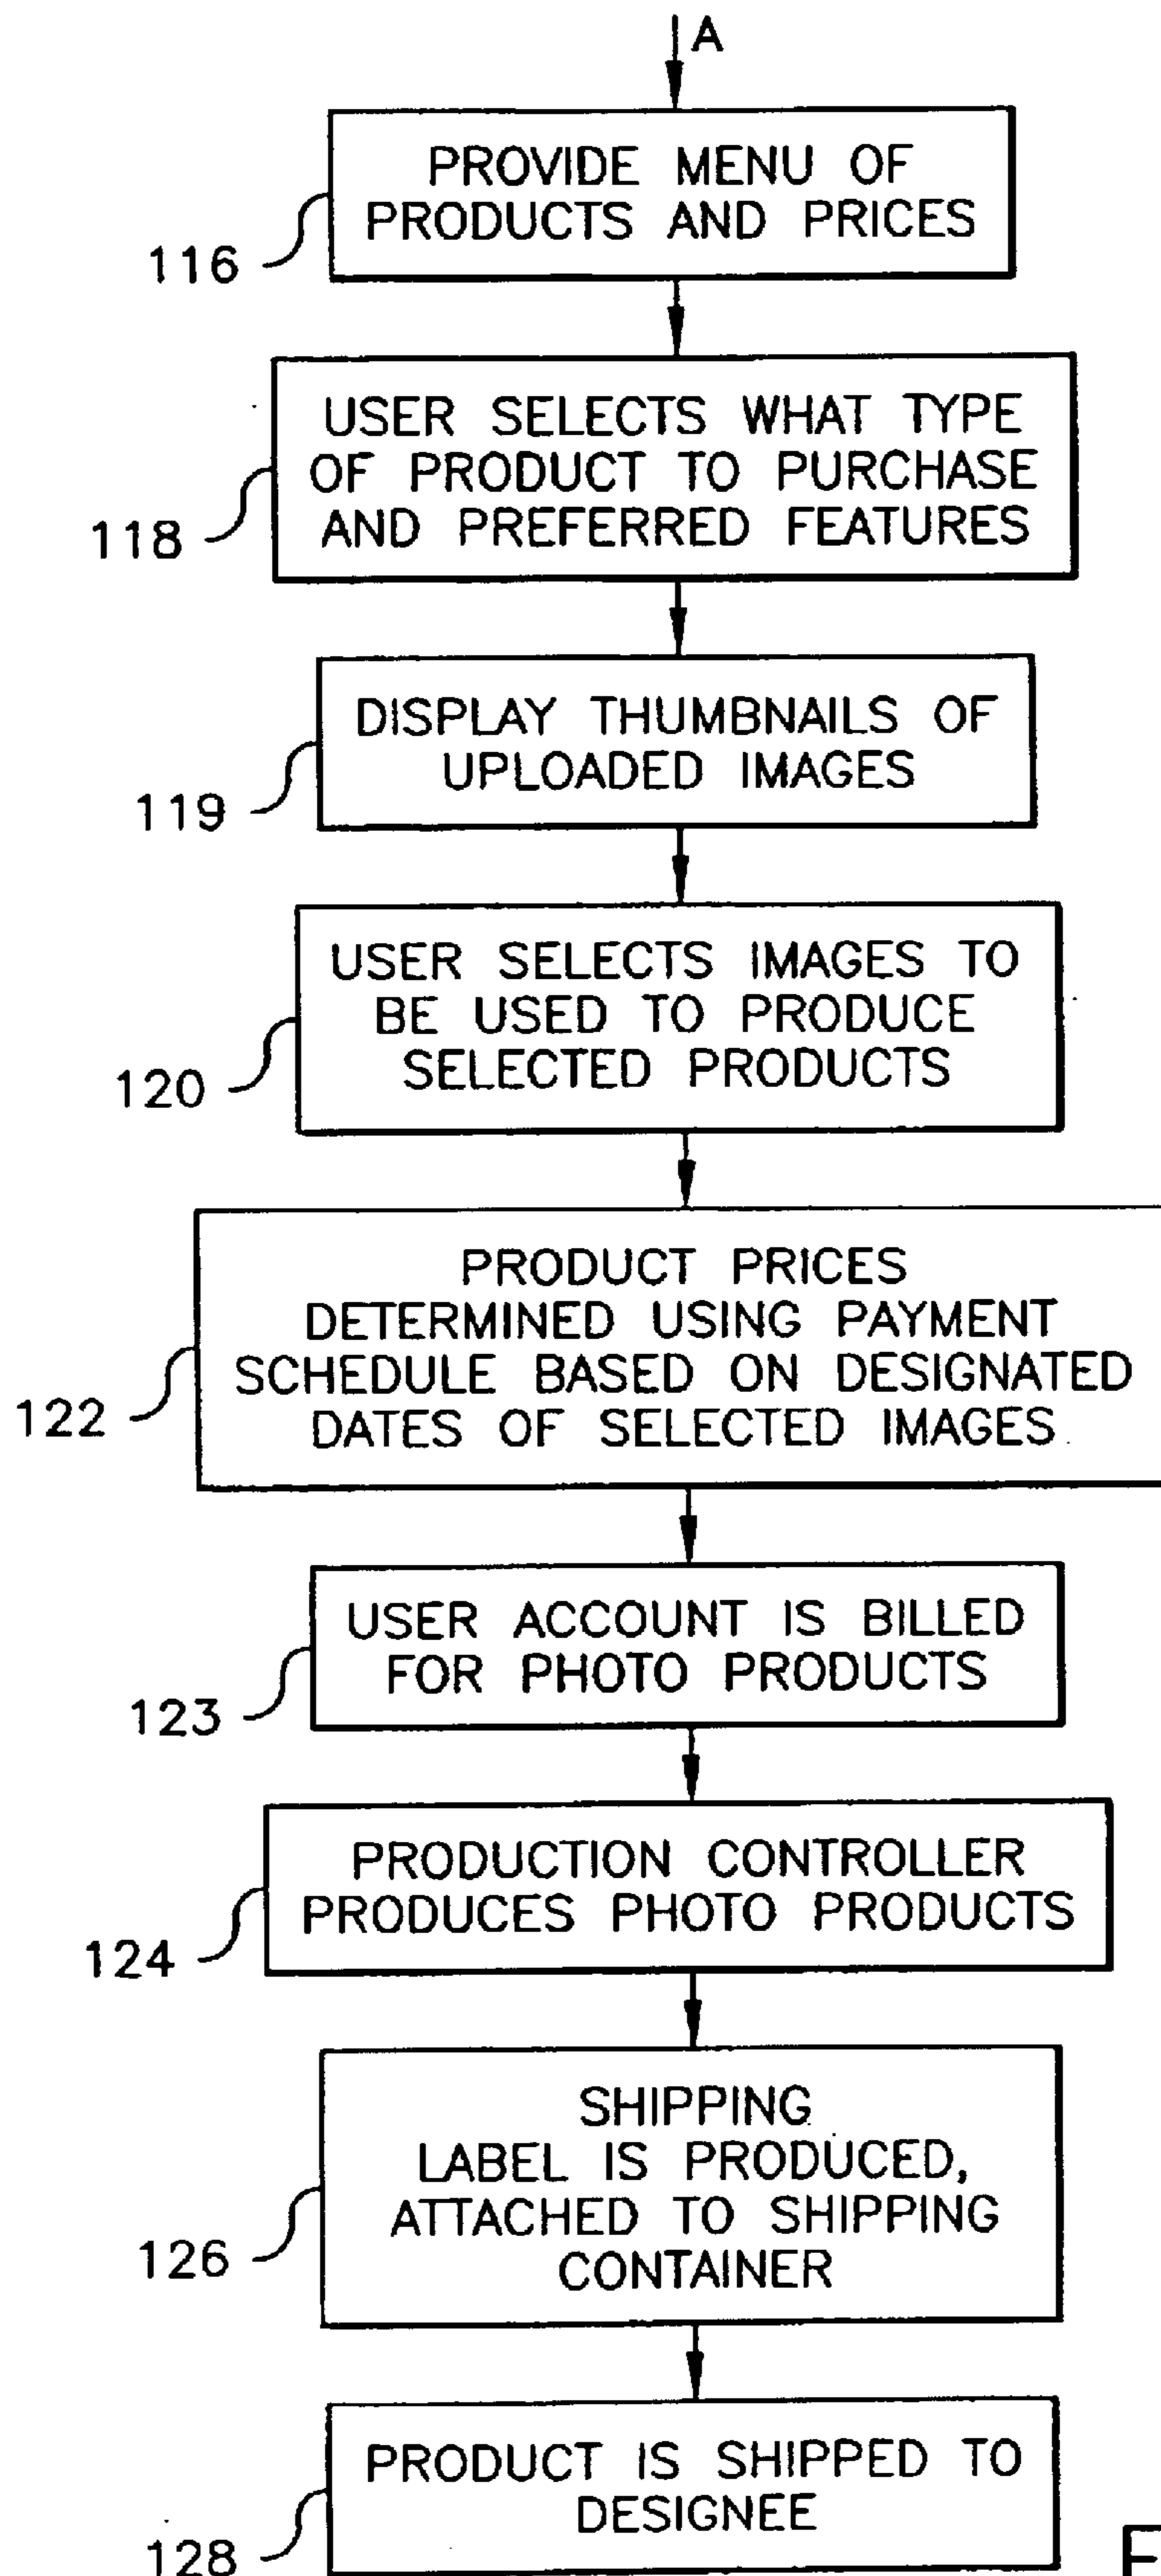 A
PROVIDE MENU OF
PRODUCTS AND PRICES
116
USER SELECTS WHAT TYPE
OF PRODUCT TO PURCHASE
AND PREFERRED FEATURES
118
DISPLAY THUMBNAILS OF
UPLOADED IMAGES
119
USER SELECTS IMAGES TO
BE USED TO PRODUCE
SELECTED PRODUCTS
120
PRODUCT PRICES
DETERMINED USING PAYMENT
SCHEDULE BASED ON DESIGNATED
DATES OF SELECTED IMAGES
122
USER ACCOUNT IS BILLED
FOR PHOTO PRODUCTS
123
PRODUCTION CONTROLLER
PRODUCES PHOTO PRODUCTS
124
SHIPPING
LABEL IS PRODUCED,
ATTACHED TO SHIPPING
CONTAINER
126
PRODUCT IS SHIPPED TO
DESIGNEE
128